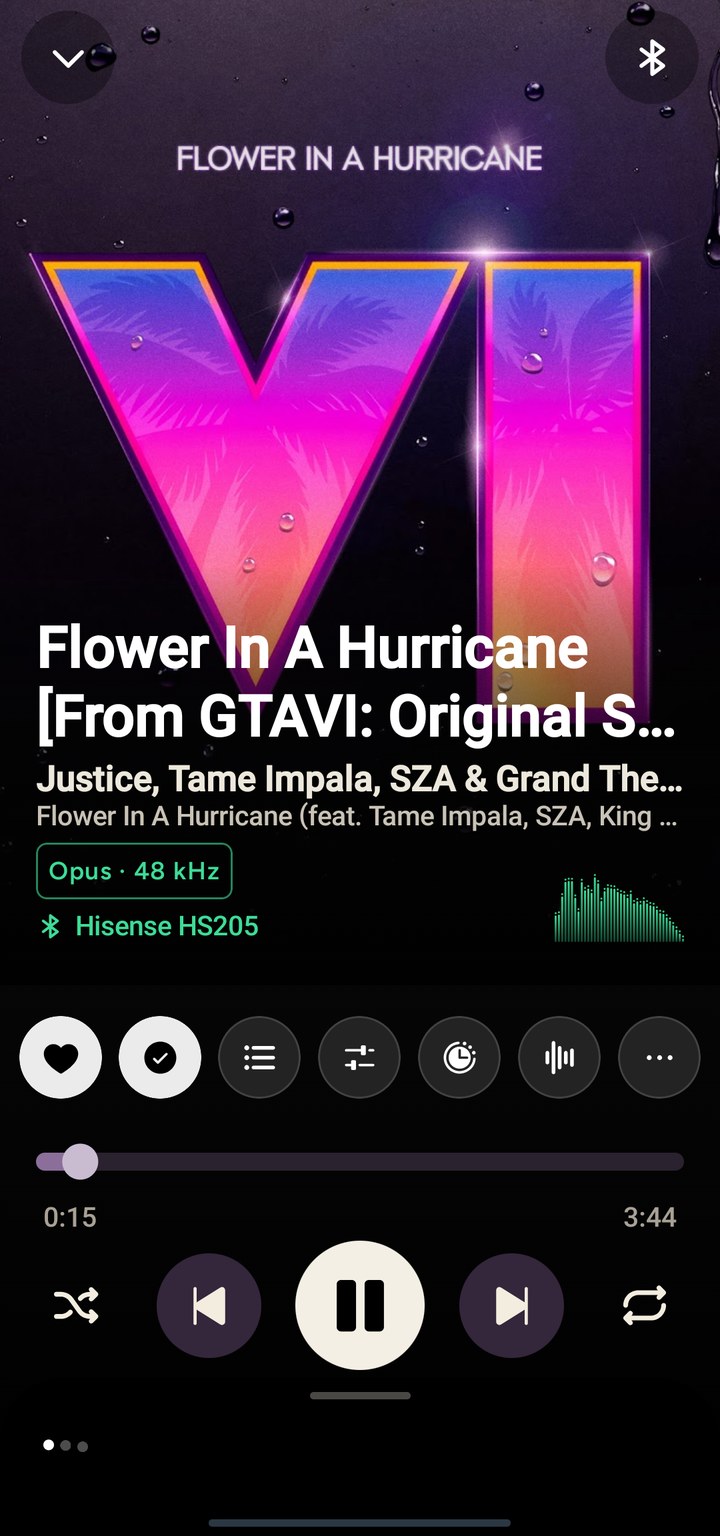 FLOWER IN A HURRICANE
VI
Flower In A Hurricane
[From GTAVI: Original S...
Justice, Tame Impala, SZA & Grand The...
Flower In A Hurricane (feat. Tame Impala, SZA, King ...
Opus · 48 kHz
Hisense HS205
0:15
3:44